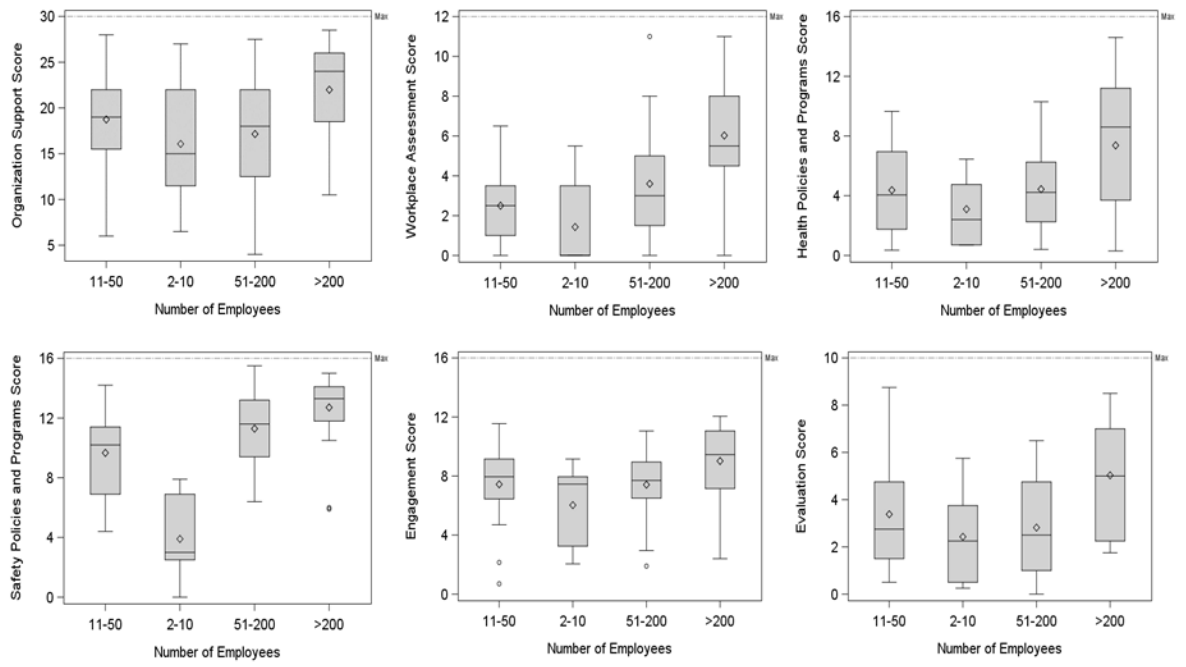 Organization Support Score
30
25
20
15
10
5
Max
11-50 2-10 51-200 >200
Number of Employees
Workplace Assessment Score
12
10
8
6
4
2
0
Max
11-50 2-10 51-200 >200
Number of Employees
Health Policies and Programs Score
16
12
8
4
0
Max
11-50 2-10 51-200 >200
Number of Employees
Safety Policies and Programs Score
16
12
8
4
0
Max
11-50 2-10 51-200 >200
Number of Employees
Engagement Score
16
12
8
4
0
Max
11-50 2-10 51-200 >200
Number of Employees
Evaluation Score
10
8
6
4
2
0
Max
11-50 2-10 51-200 >200
Number of Employees